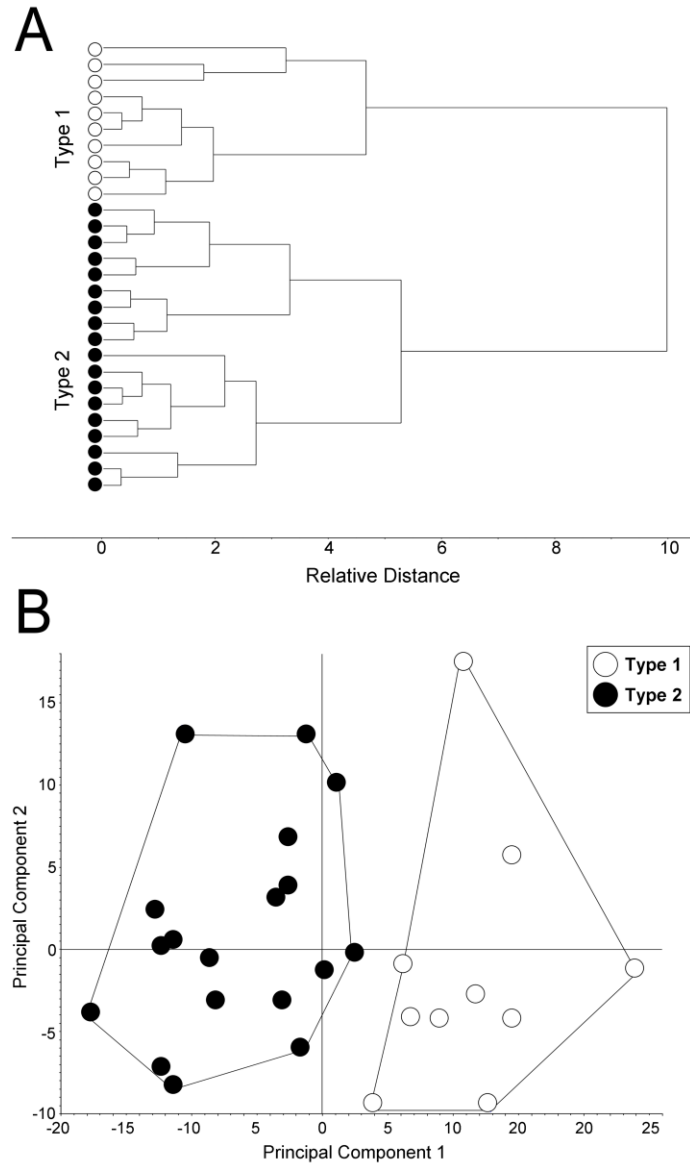 A
Type 1
Type 2
0 2 4 6 8 10
Relative Distance
B
Type 1
Type 2
Principal Component 2
15
10
5
0
-5
-10
-20 -15 -10 -5 0 5 10 20 20 25
Principal Component 1